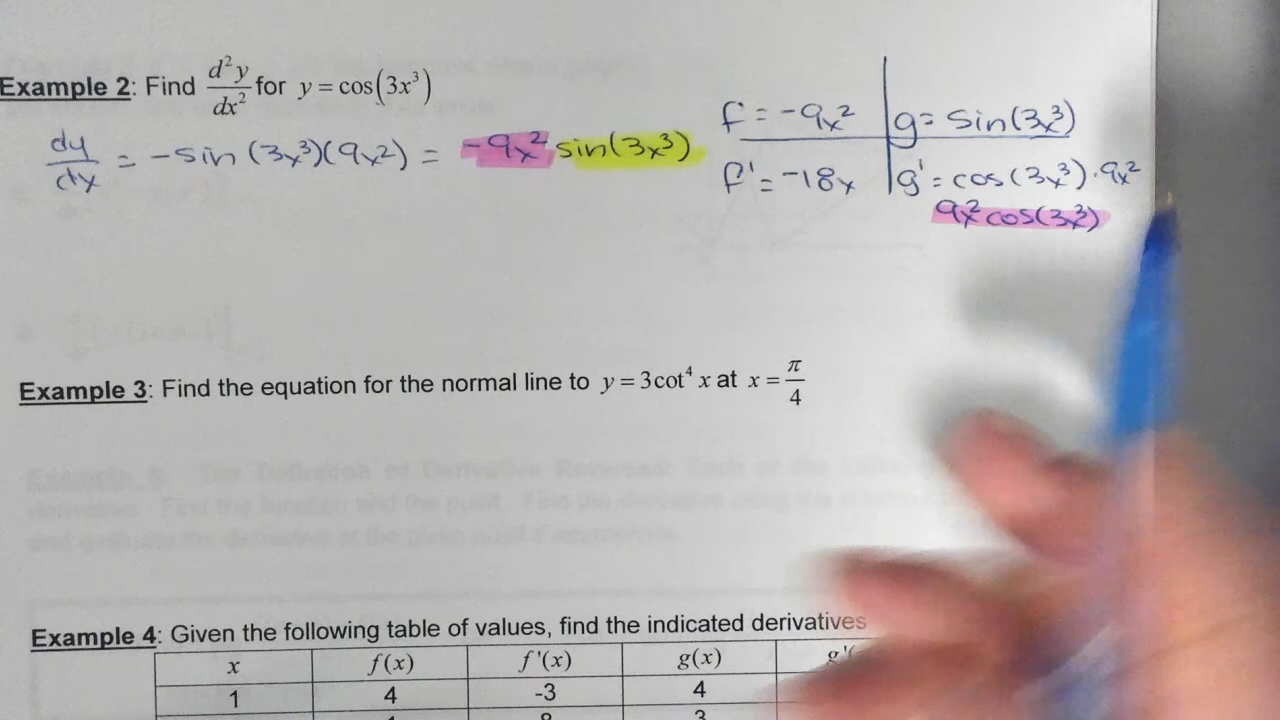 Example 2: Find d²y/dx² for y = cos(3x³)
dy/dx = -sin(3x³)(9x²) = -9x² sin(3x³)
f = -9x² g = sin(3x³)
f' = -18x g' = cos(3x³)·9x²
9x² cos(3x³)
Example 3: Find the equation for the normal line to y = 3cot⁴ x at x = π/4
Example 4: Given the following table of values, find the indicated derivatives
x f(x) f'(x) g(x) g'(
1 4 -3 4